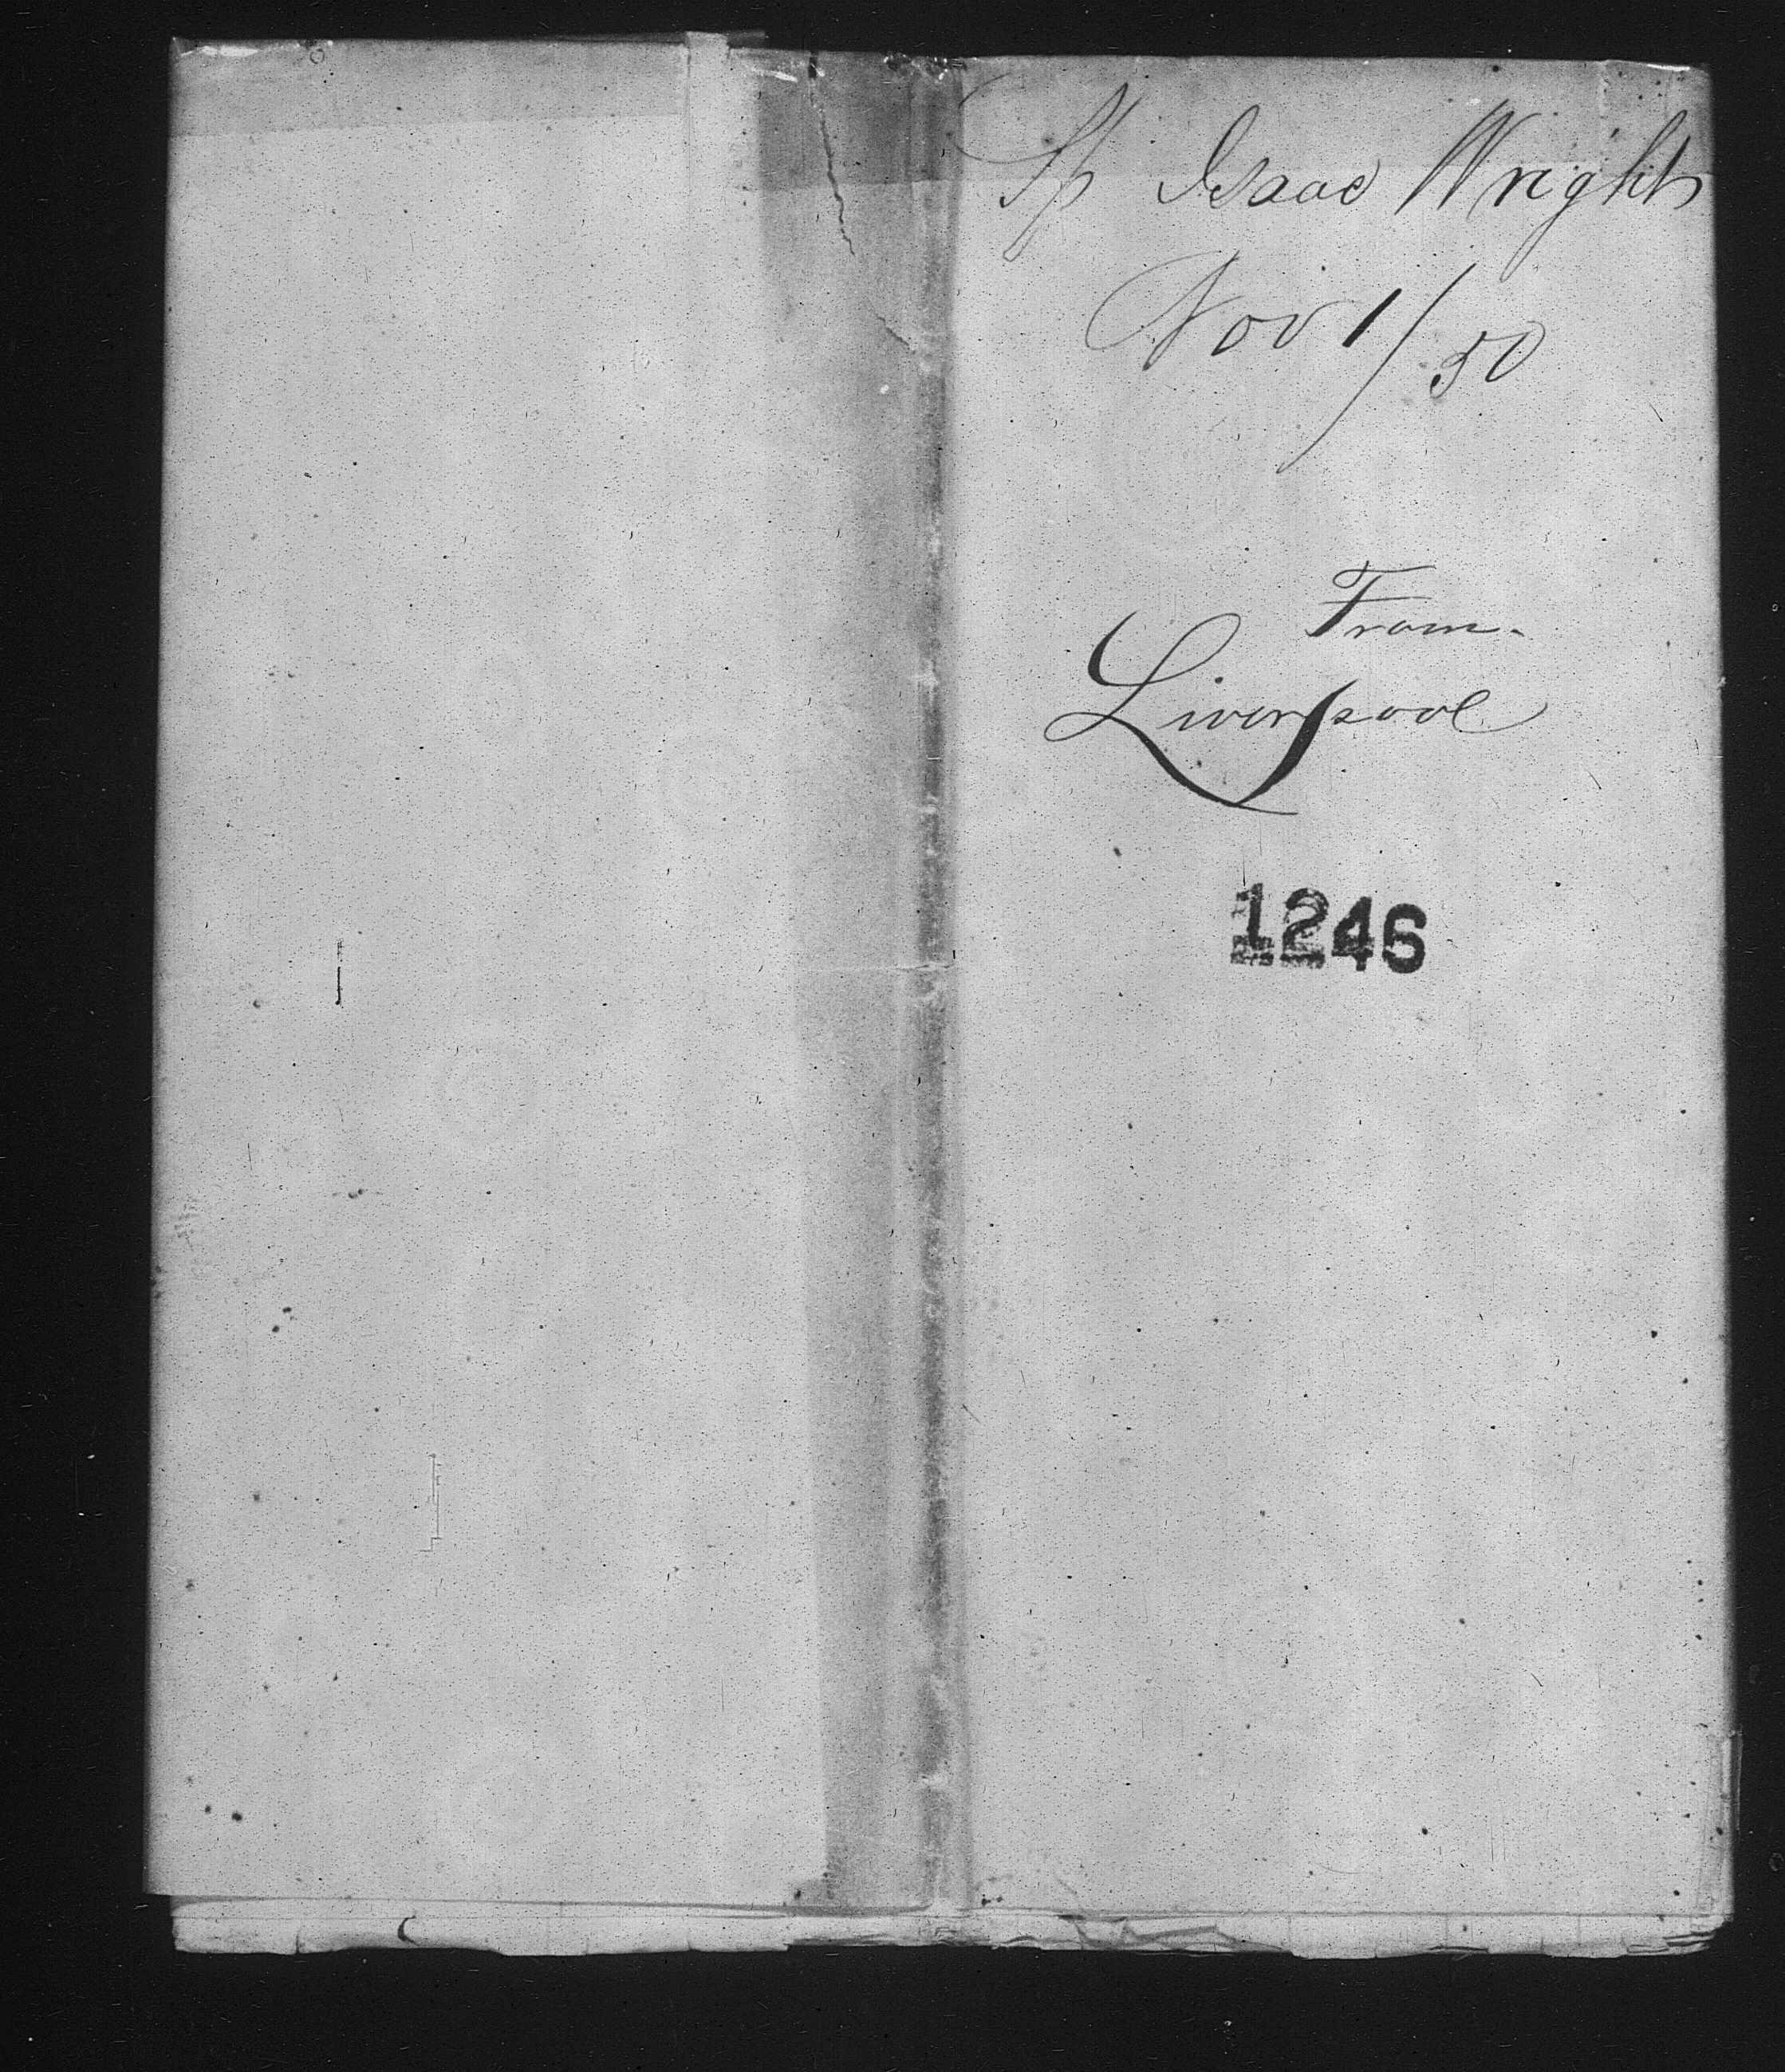 Sp Isaac Wright
Nov 1/50
From.
Liverpool
1246